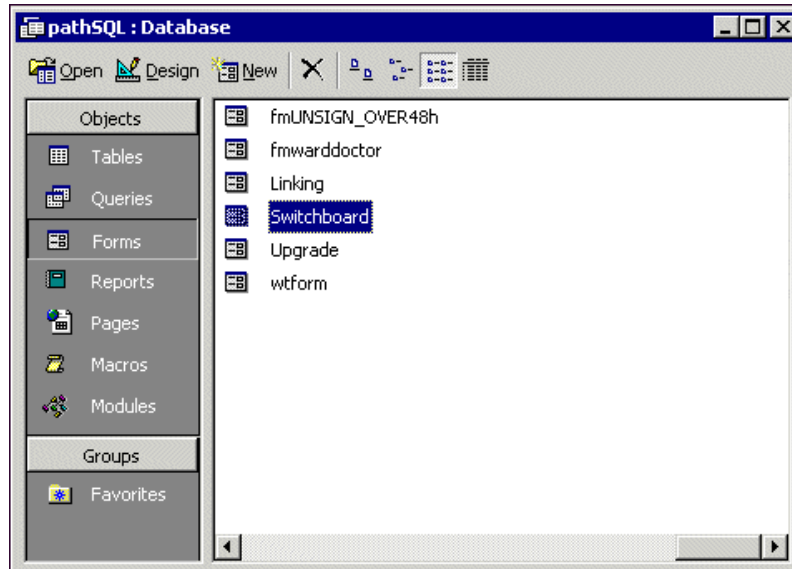 pathSQL : Database
Open Design New
Objects
Tables
Queries
Forms
Reports
Pages
Macros
Modules
Groups
Favorites
fmUNSIGN_OVER48h
fmwarddoctor
Linking
Switchboard
Upgrade
wtform